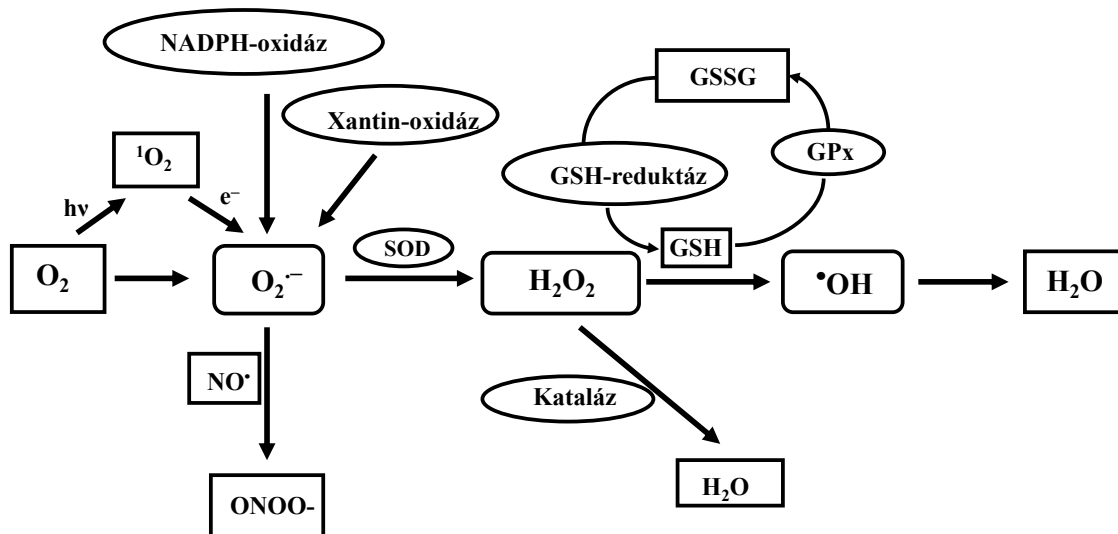 NADPH-oxidáz
GSSG
Xantin-oxidáz
¹O₂
GPx
GSH-reduktáz
hν
e⁻
SOD
GSH
O₂
O₂·⁻
H₂O₂
•OH
H₂O
NO·
Kataláz
H₂O
ONOO-